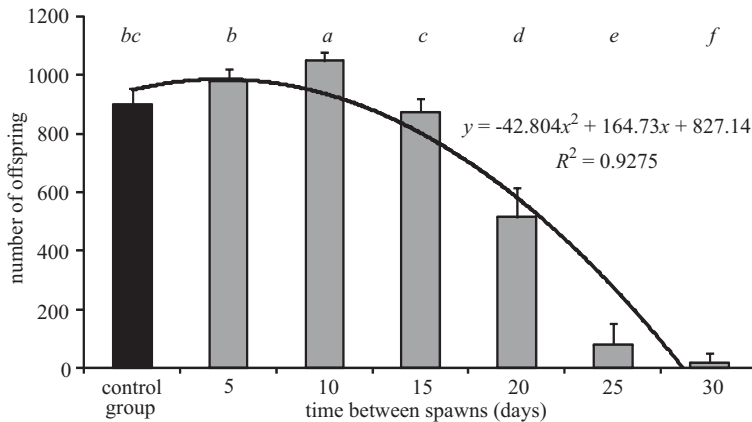 1200
bc b a c d e f
1000
y = -42.804x² + 164.73x + 827.14
R² = 0.9275
800
600
400
200
0
number of offspring
control group 5 10 15 20 25 30
time between spawns (days)